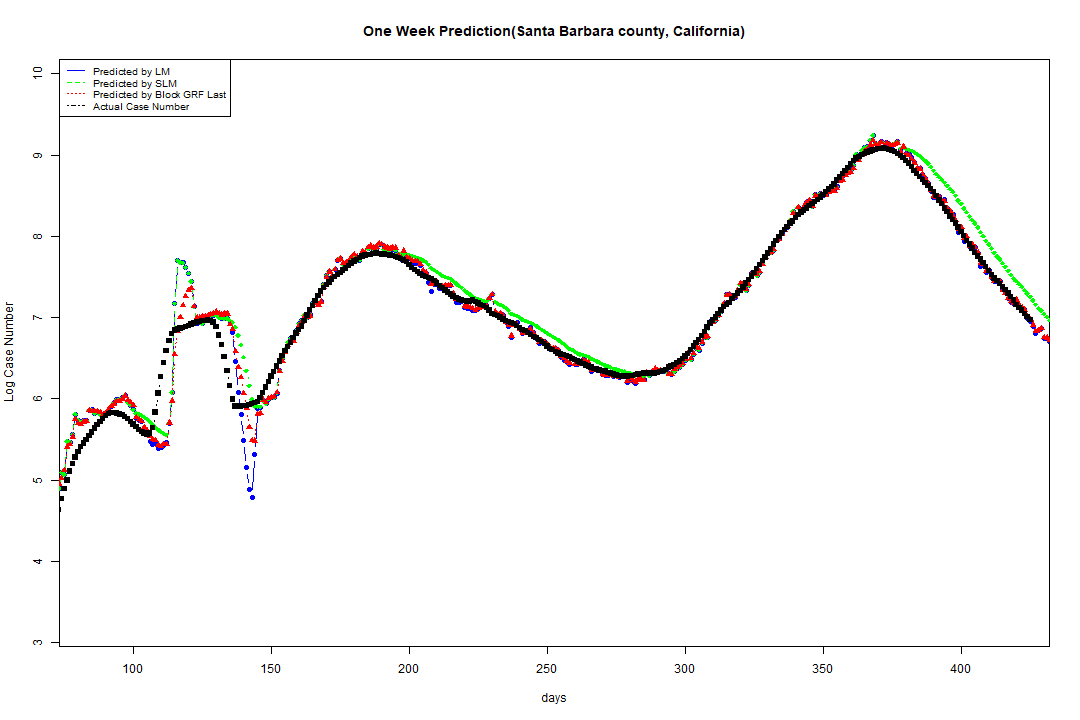 One Week Prediction(Santa Barbara county, California)
Predicted by LM
Predicted by SLM
Predicted by Block GRF Last
Actual Case Number
Log Case Number
10
9
8
7
6
5
4
3
100 150 200 250 300 350 400
days